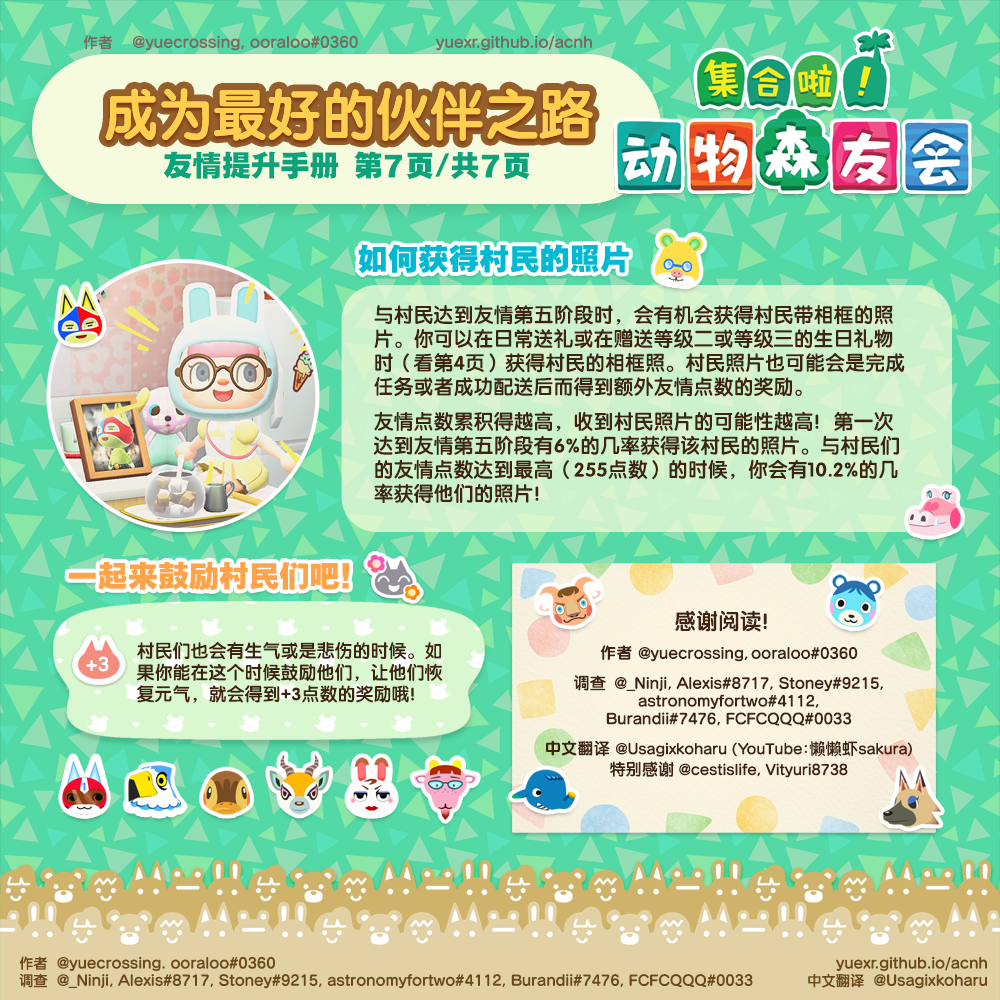 作者 @yuecrossing, ooraloo#0360 yuexr.github.io/acnh
集合啦!
动物森友会
成为最好的伙伴之路
友情提升手册 第7页/共7页
如何获得村民的照片
与村民达到友情第五阶段时，会有机会获得村民带相框的照
片。你可以在日常送礼或在赠送等级二或等级三的生日礼物
时（看第4页）获得村民的相框照。村民照片也可能会是完成
任务或者成功配送后而得到额外友情点数的奖励。
友情点数累积得越高，收到村民照片的可能性越高！第一次
达到友情第五阶段有6%的几率获得该村民的照片。与村民们
的友情点数达到最高（255点数）的时候，你会有10.2%的几
率获得他们的照片!
一起来鼓励村民们吧!
+3
村民们也会有生气或是悲伤的时候。如
果你能在这个时候鼓励他们，让他们恢
复元气，就会得到+3点数的奖励哦!
感谢阅读!
作者 @yuecrossing, ooraloo#0360
调查 @_Ninji, Alexis#8717, Stoney#9215,
astronomyfortwo#4112,
Burandii#7476, FCFCQQQ#0033
中文翻译 @Usagixkoharu (YouTube:懒懒虾sakura)
特别感谢 @cestislife, Vityuri8738
作者 @yuecrossing. ooraloo#0360
调查 @_Ninji, Alexis#8717, Stoney#9215, astronomyfortwo#4112, Burandii#7476, FCFCQQQ#0033
yuexr.github.io/acnh
中文翻译 @Usagixkoharu